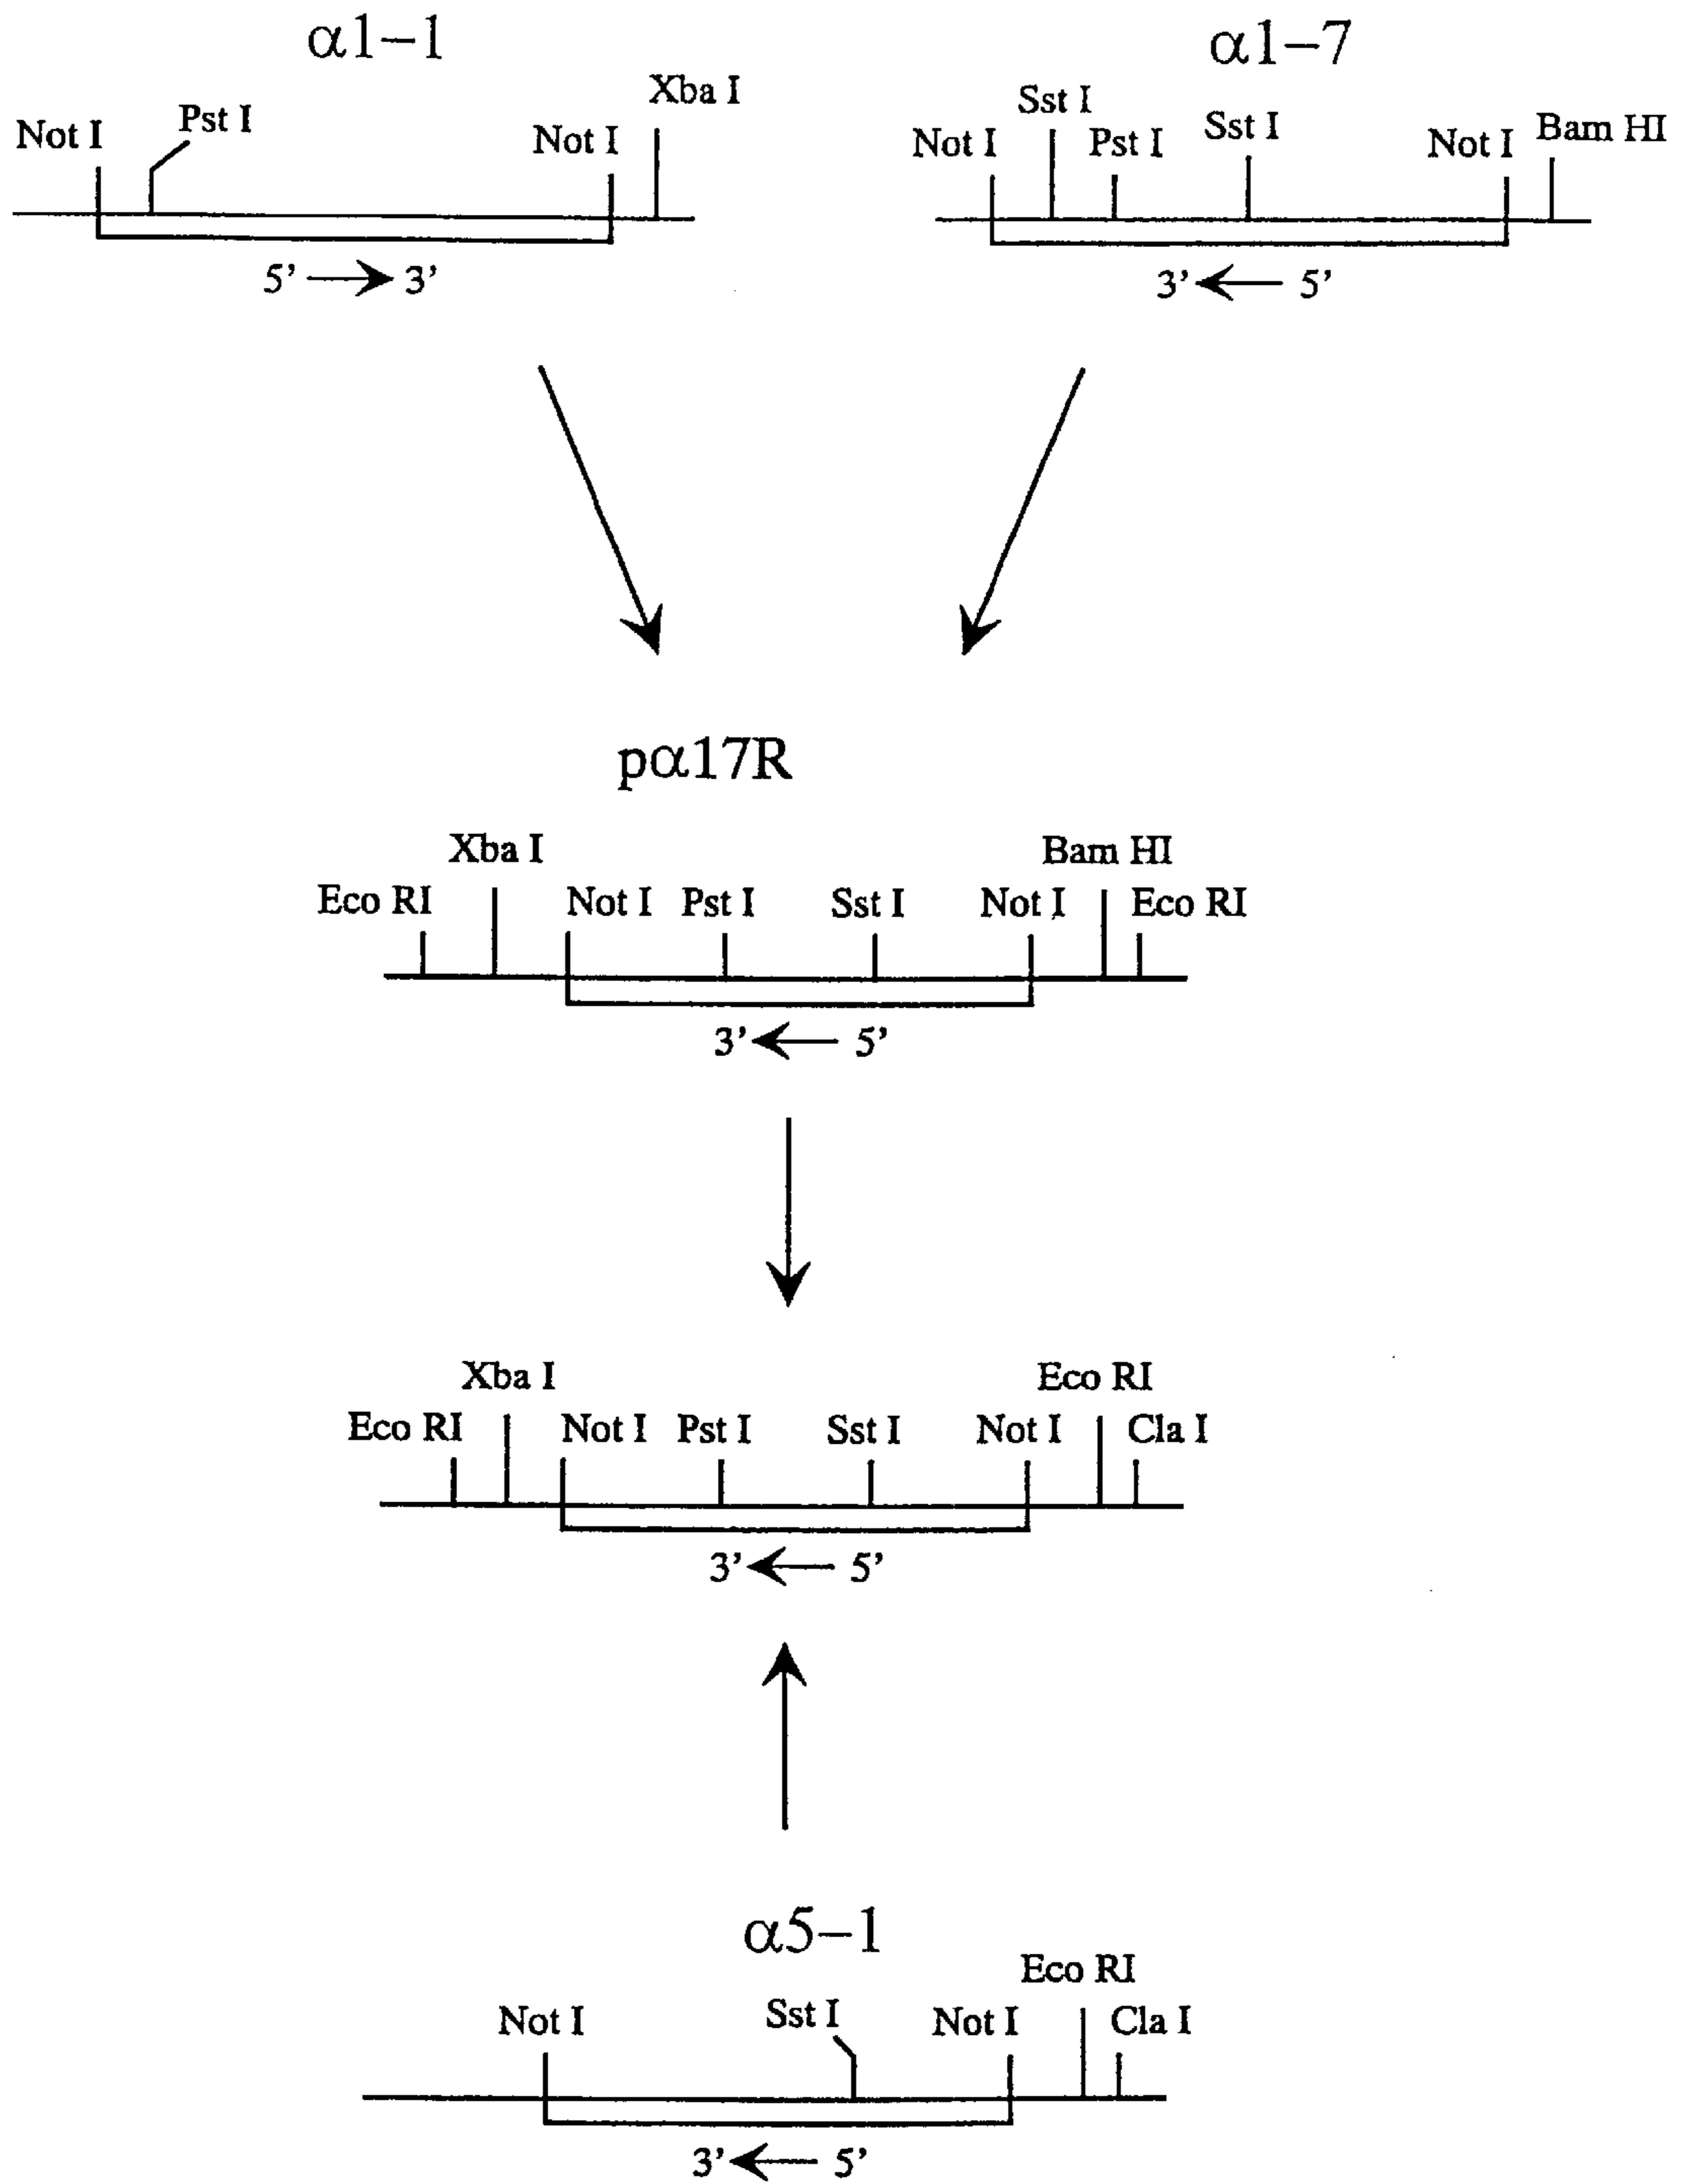 α1-1
α1-7
Xba I
Sst I
Pst I
Sst I
Bam HI
Not I
Not I
Not I
Pst I
Not I
5' 3'
3' 5'
pα17R
Xba I
Bam HI
Eco RI
Not I
Pst I
Sst I
Not I
Eco RI
3' 5'
Xba I
Eco RI
Eco RI
Not I
Pst I
Sst I
Not I
Cla I
3' 5'
α5-1
Eco RI
Not I
Sst I
Not I
Cla I
3' 5'